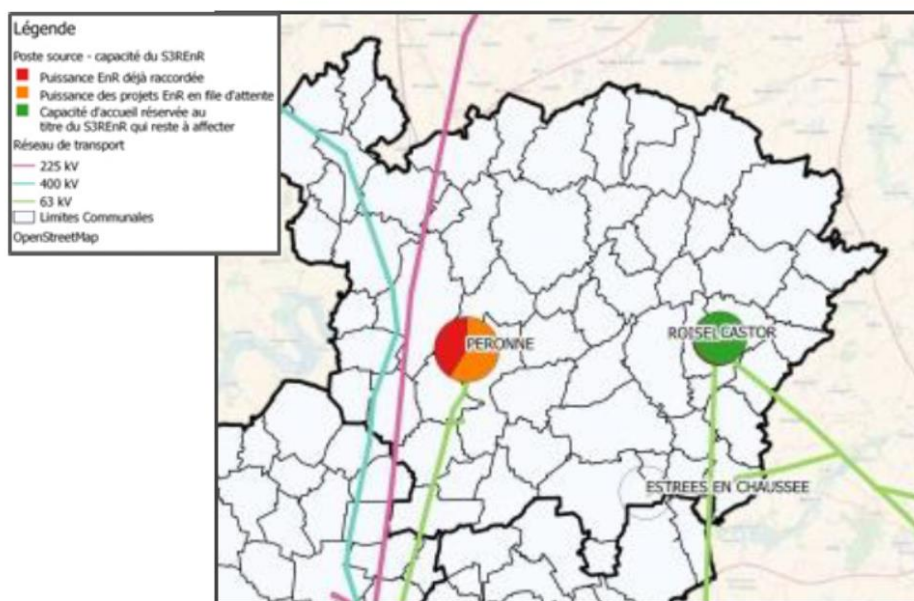 Légende
Poste source - capacité du S3REnR
Puissance EnR déjà raccordée
Puissance des projets EnR en file d'attente
Capacité d'accueil réservée au
titre du S3REnR qui reste à affecter
Réseau de transport
225 kV
400 kV
63 kV
Limites Communales
OpenStreetMap
PERONNE
ROISEL CASTOR
ESTREES EN CHAUSSEE